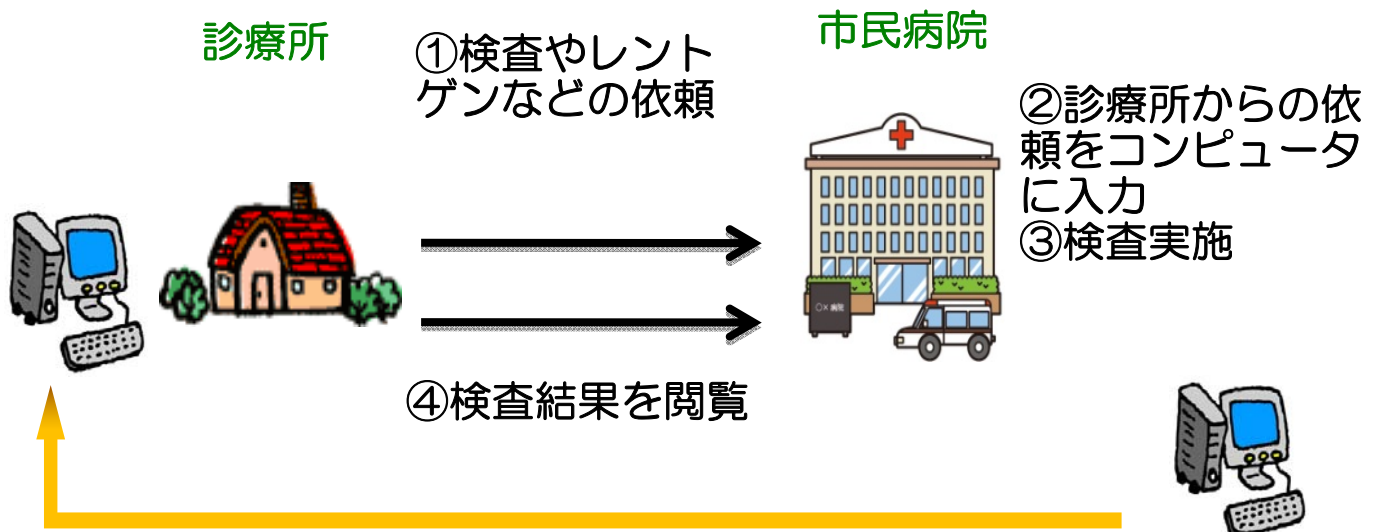 診療所
①検査やレント
ゲンなどの依頼
市民病院
②診療所からの依
頼をコンピュータ
に入力
③検査実施
○×病院
④検査結果を閲覧